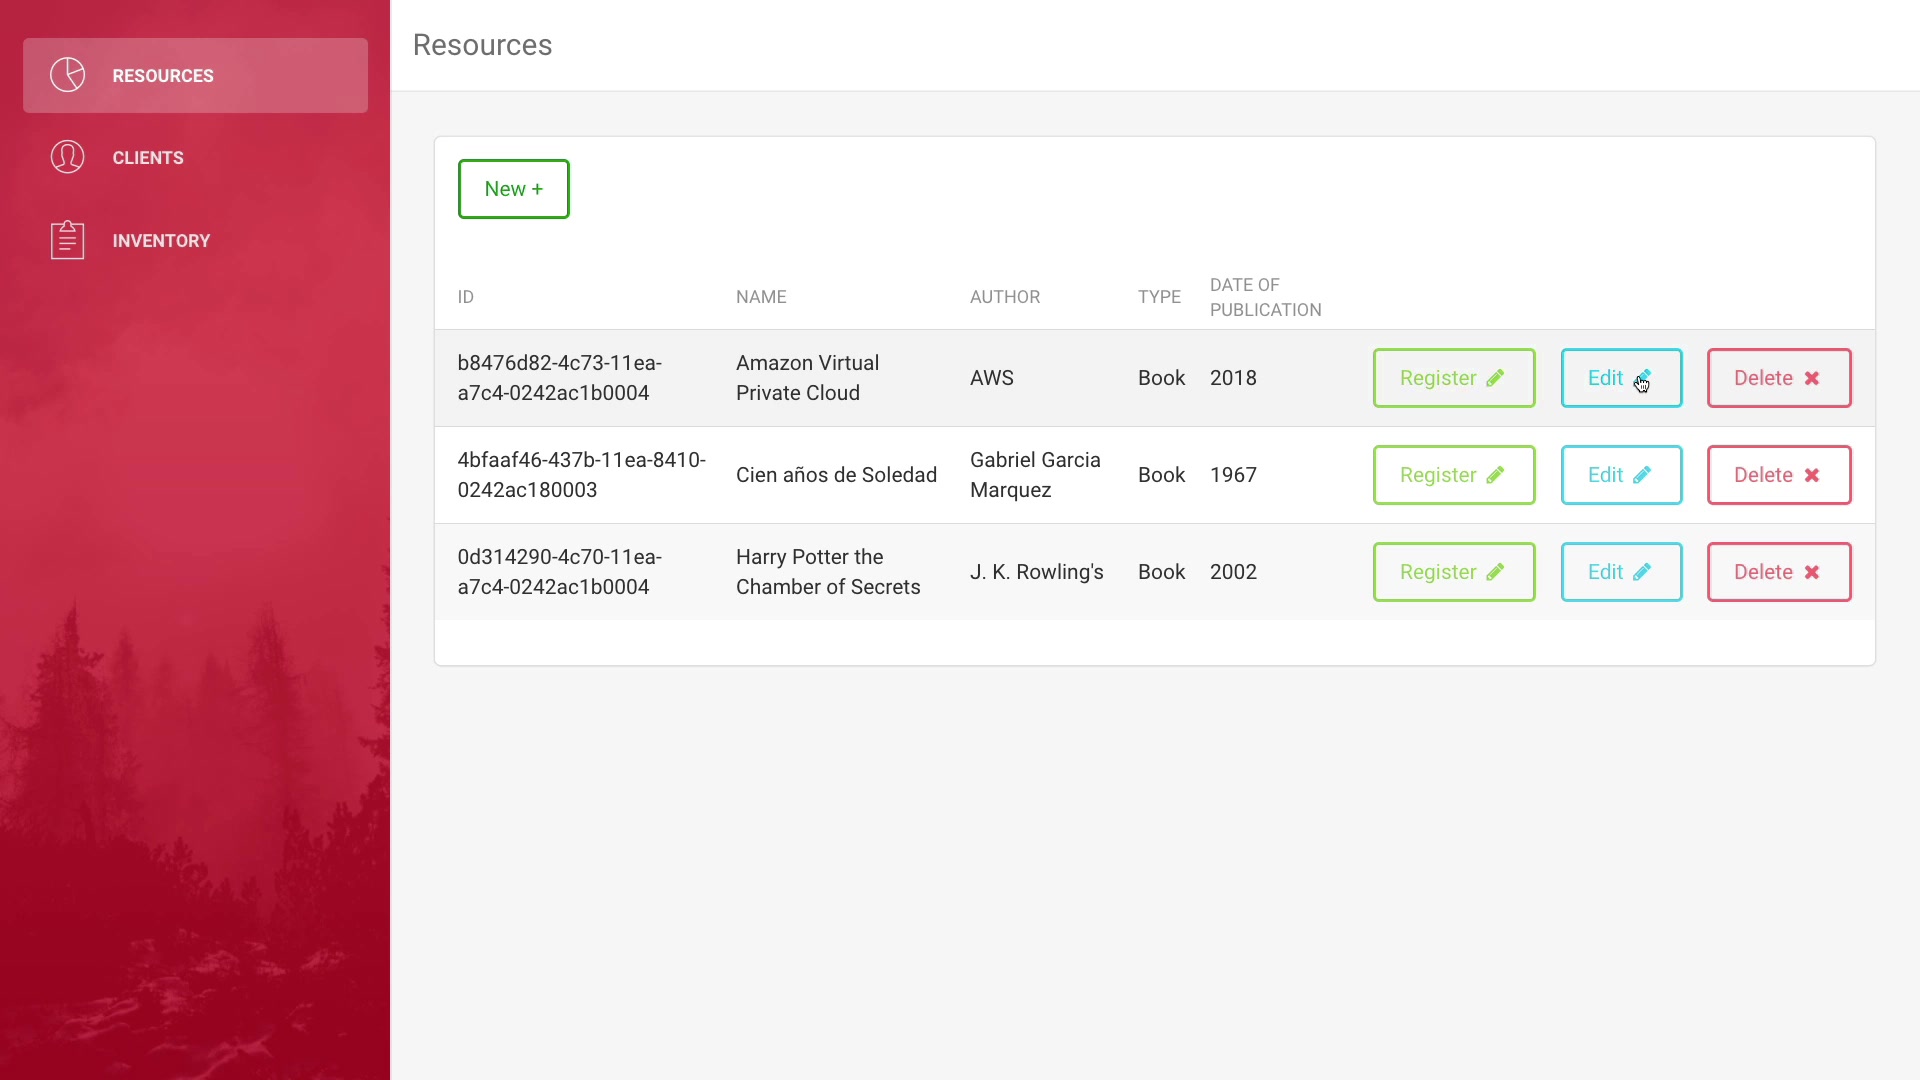 RESOURCES
CLIENTS
INVENTORY
Resources
New +
ID NAME AUTHOR TYPE DATE OF
PUBLICATION
b8476d82-4c73-11ea-
a7c4-0242ac1b0004
Amazon Virtual
Private Cloud
AWS
Book
2018
Register
Edit
Delete
4bfaaf46-437b-11ea-8410-
0242ac180003
Cien años de Soledad
Gabriel Garcia
Marquez
Book
1967
Register
Edit
Delete
0d314290-4c70-11ea-
a7c4-0242ac1b0004
Harry Potter the
Chamber of Secrets
J. K. Rowling's
Book
2002
Register
Edit
Delete